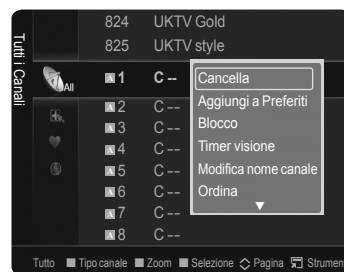 824 UKTV Gold
825 UKTV style
Tutti i Canali
All
A 1 C --
A 2 C --
A 3 C --
A 4 C --
A 5 C --
A 6 C --
A 7 C --
A 8 C --
Cancella
Aggiungi a Preferiti
Blocco
Timer visione
Modifica nome canale
Ordina
Tutto Tipo canale Zoom Selezione Pagina Strumen